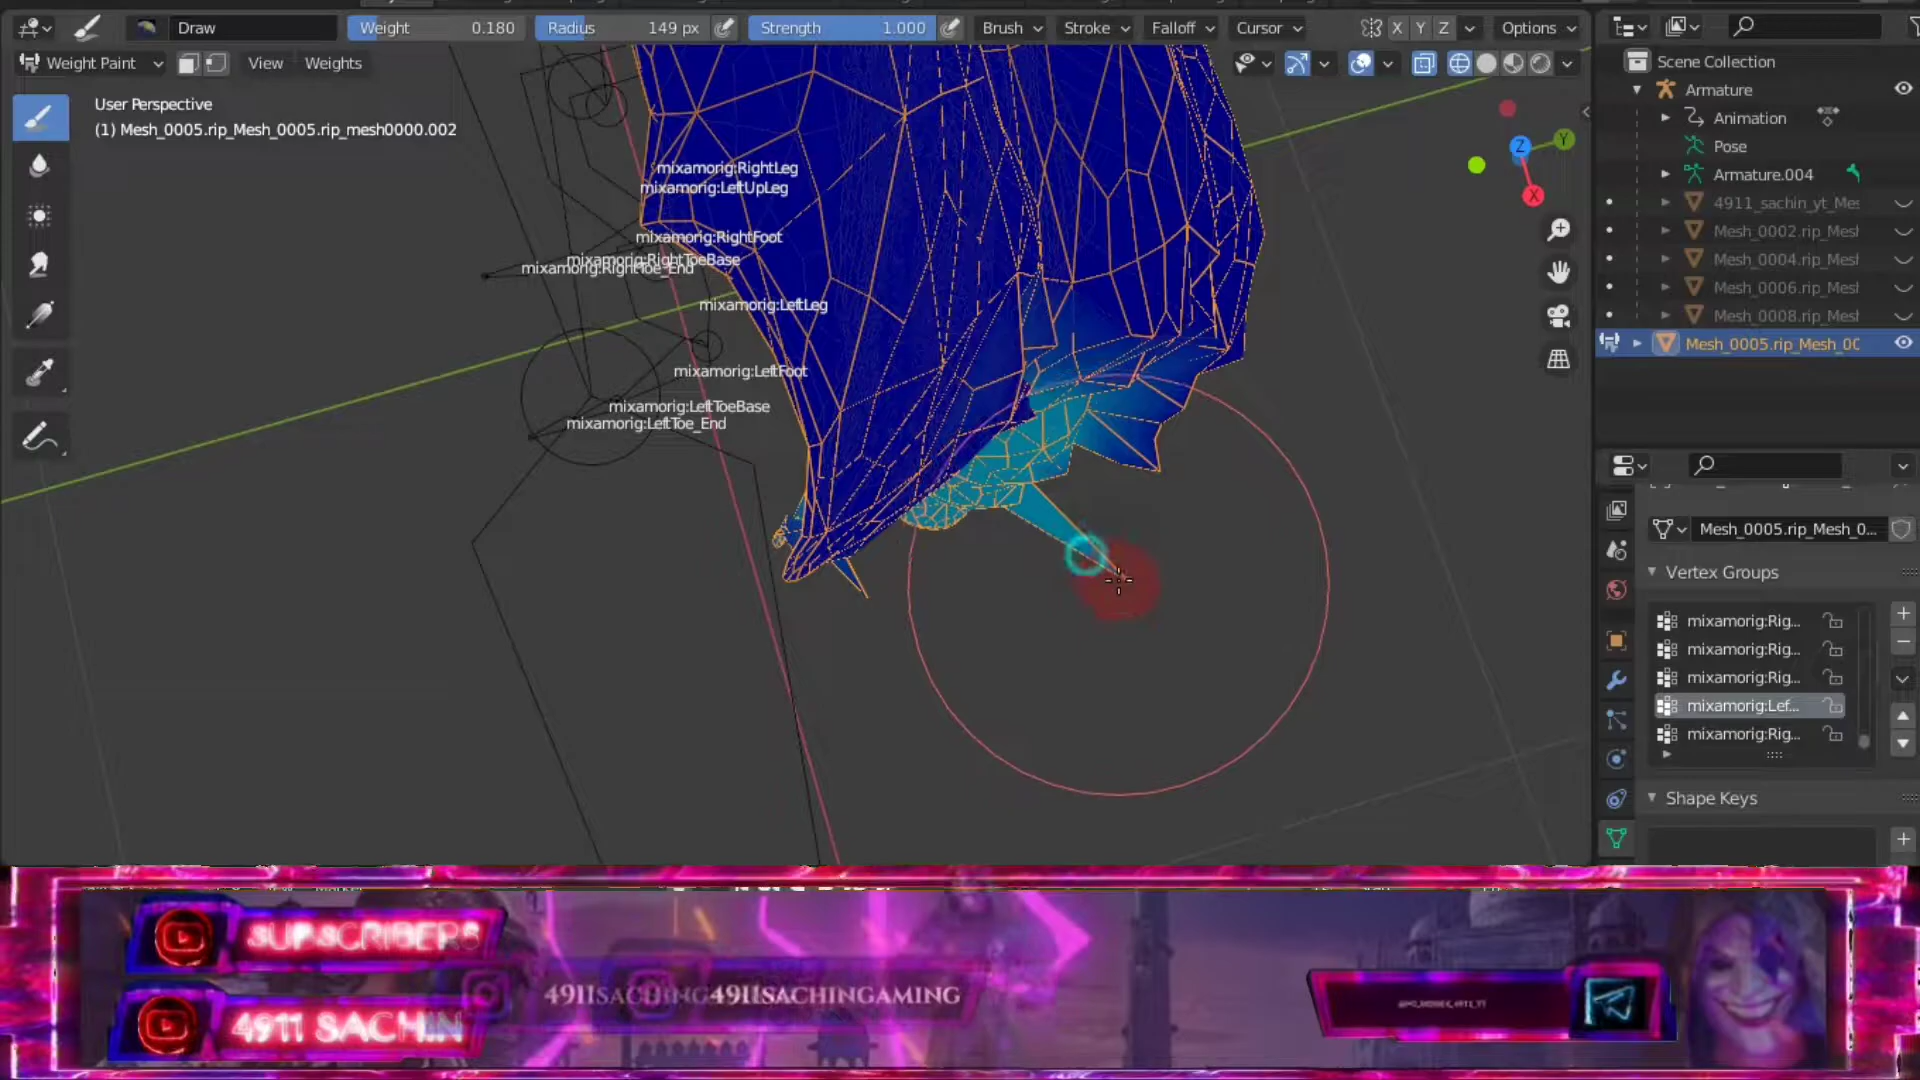 Draw
Weight 0.180
Radius 149 px
Strength 1.000
Brush
Stroke
Falloff
Cursor
X Y Z
Options
Weight Paint
View
Weights
User Perspective
(1) Mesh_0005.rip_Mesh_0005.rip_mesh0000.002
mixamorig:RightLeg
mixamorig:LeftUpLeg
mixamorig:RightFoot
mixamorig:RightToeBase
mixamorig:RightToe_End
mixamorig:LeftLeg
mixamorig:LeftFoot
mixamorig:LeftToeBase
mixamorig:LeftToe_End
Z
Y
X
Scene Collection
Armature
Animation
Pose
Armature.004
4911_sachin_yt_Mes
Mesh_0002.rip_Mesh
Mesh_0004.rip_Mesh
Mesh_0006.rip_Mesh
Mesh_0008.rip_Mesh
Mesh_0005.rip_Mesh_00
Mesh_0005.rip_Mesh_0...
Vertex Groups
mixamorig:Rig...
mixamorig:Rig...
mixamorig:Rig...
mixamorig:Lef...
mixamorig:Rig...
Shape Keys
SUBSCRIBERS
4911 SACHIN
4911SACHINGAMING